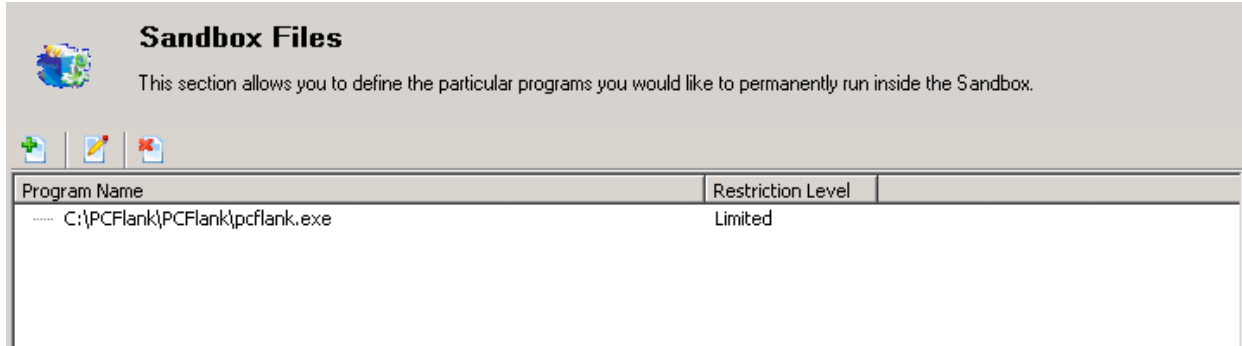 Sandbox Files
This section allows you to define the particular programs you would like to permanently run inside the Sandbox.
Program Name Restriction Level
C:\PCFlank\PCFlank\pcflank.exe Limited